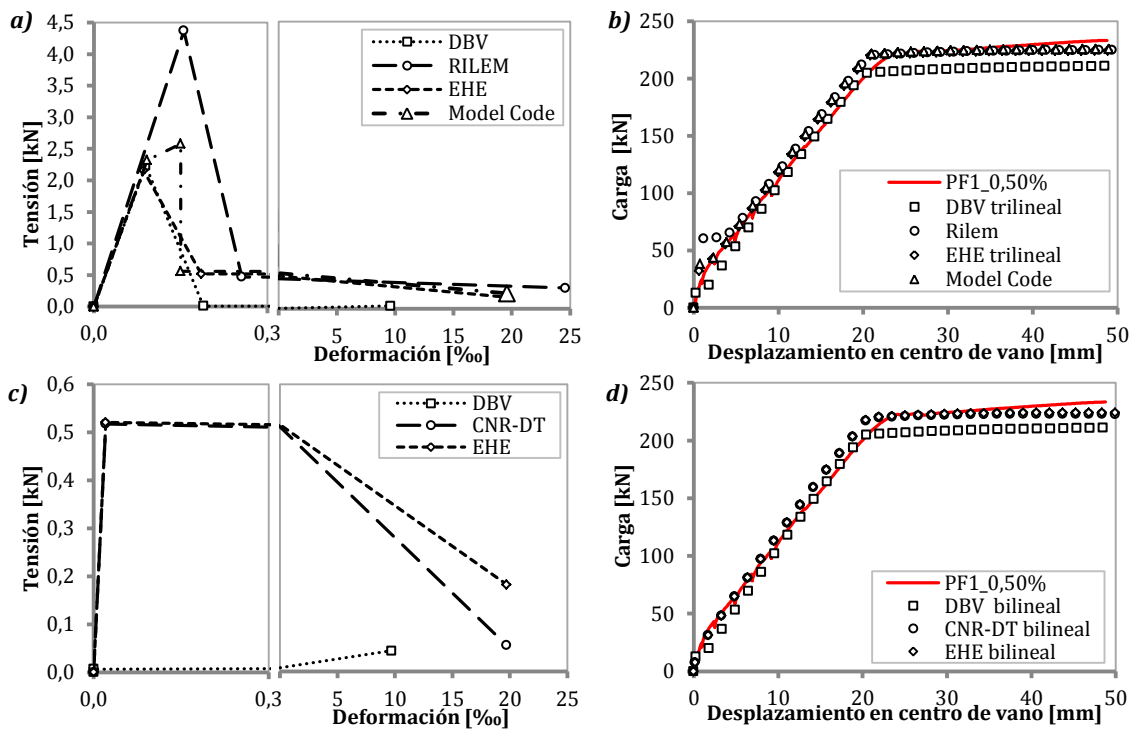 a)
4,5
4,0
3,5
3,0
2,5
2,0
1,5
1,0
0,5
0,0
Tensión [kN]
DBV
RILEM
EHE
Model Code
0,0
0,3
5
10
15
20
25
Deformación [‰]
b)
250
200
150
100
50
0
Carga [kN]
PF1_0,50%
DBV trilineal
Rilem
EHE trilineal
Model Code
0
10
20
30
40
50
Desplazamiento en centro de vano [mm]
c)
0,6
0,5
0,4
0,3
0,2
0,1
0,0
Tensión [kN]
DBV
CNR-DT
EHE
0,0
0,3
5
10
15
20
25
Deformación [‰]
d)
250
200
150
100
50
0
Carga [kN]
PF1_0,50%
DBV bilineal
CNR-DT bilineal
EHE bilineal
0
10
20
30
40
50
Desplazamiento en centro de vano [mm]